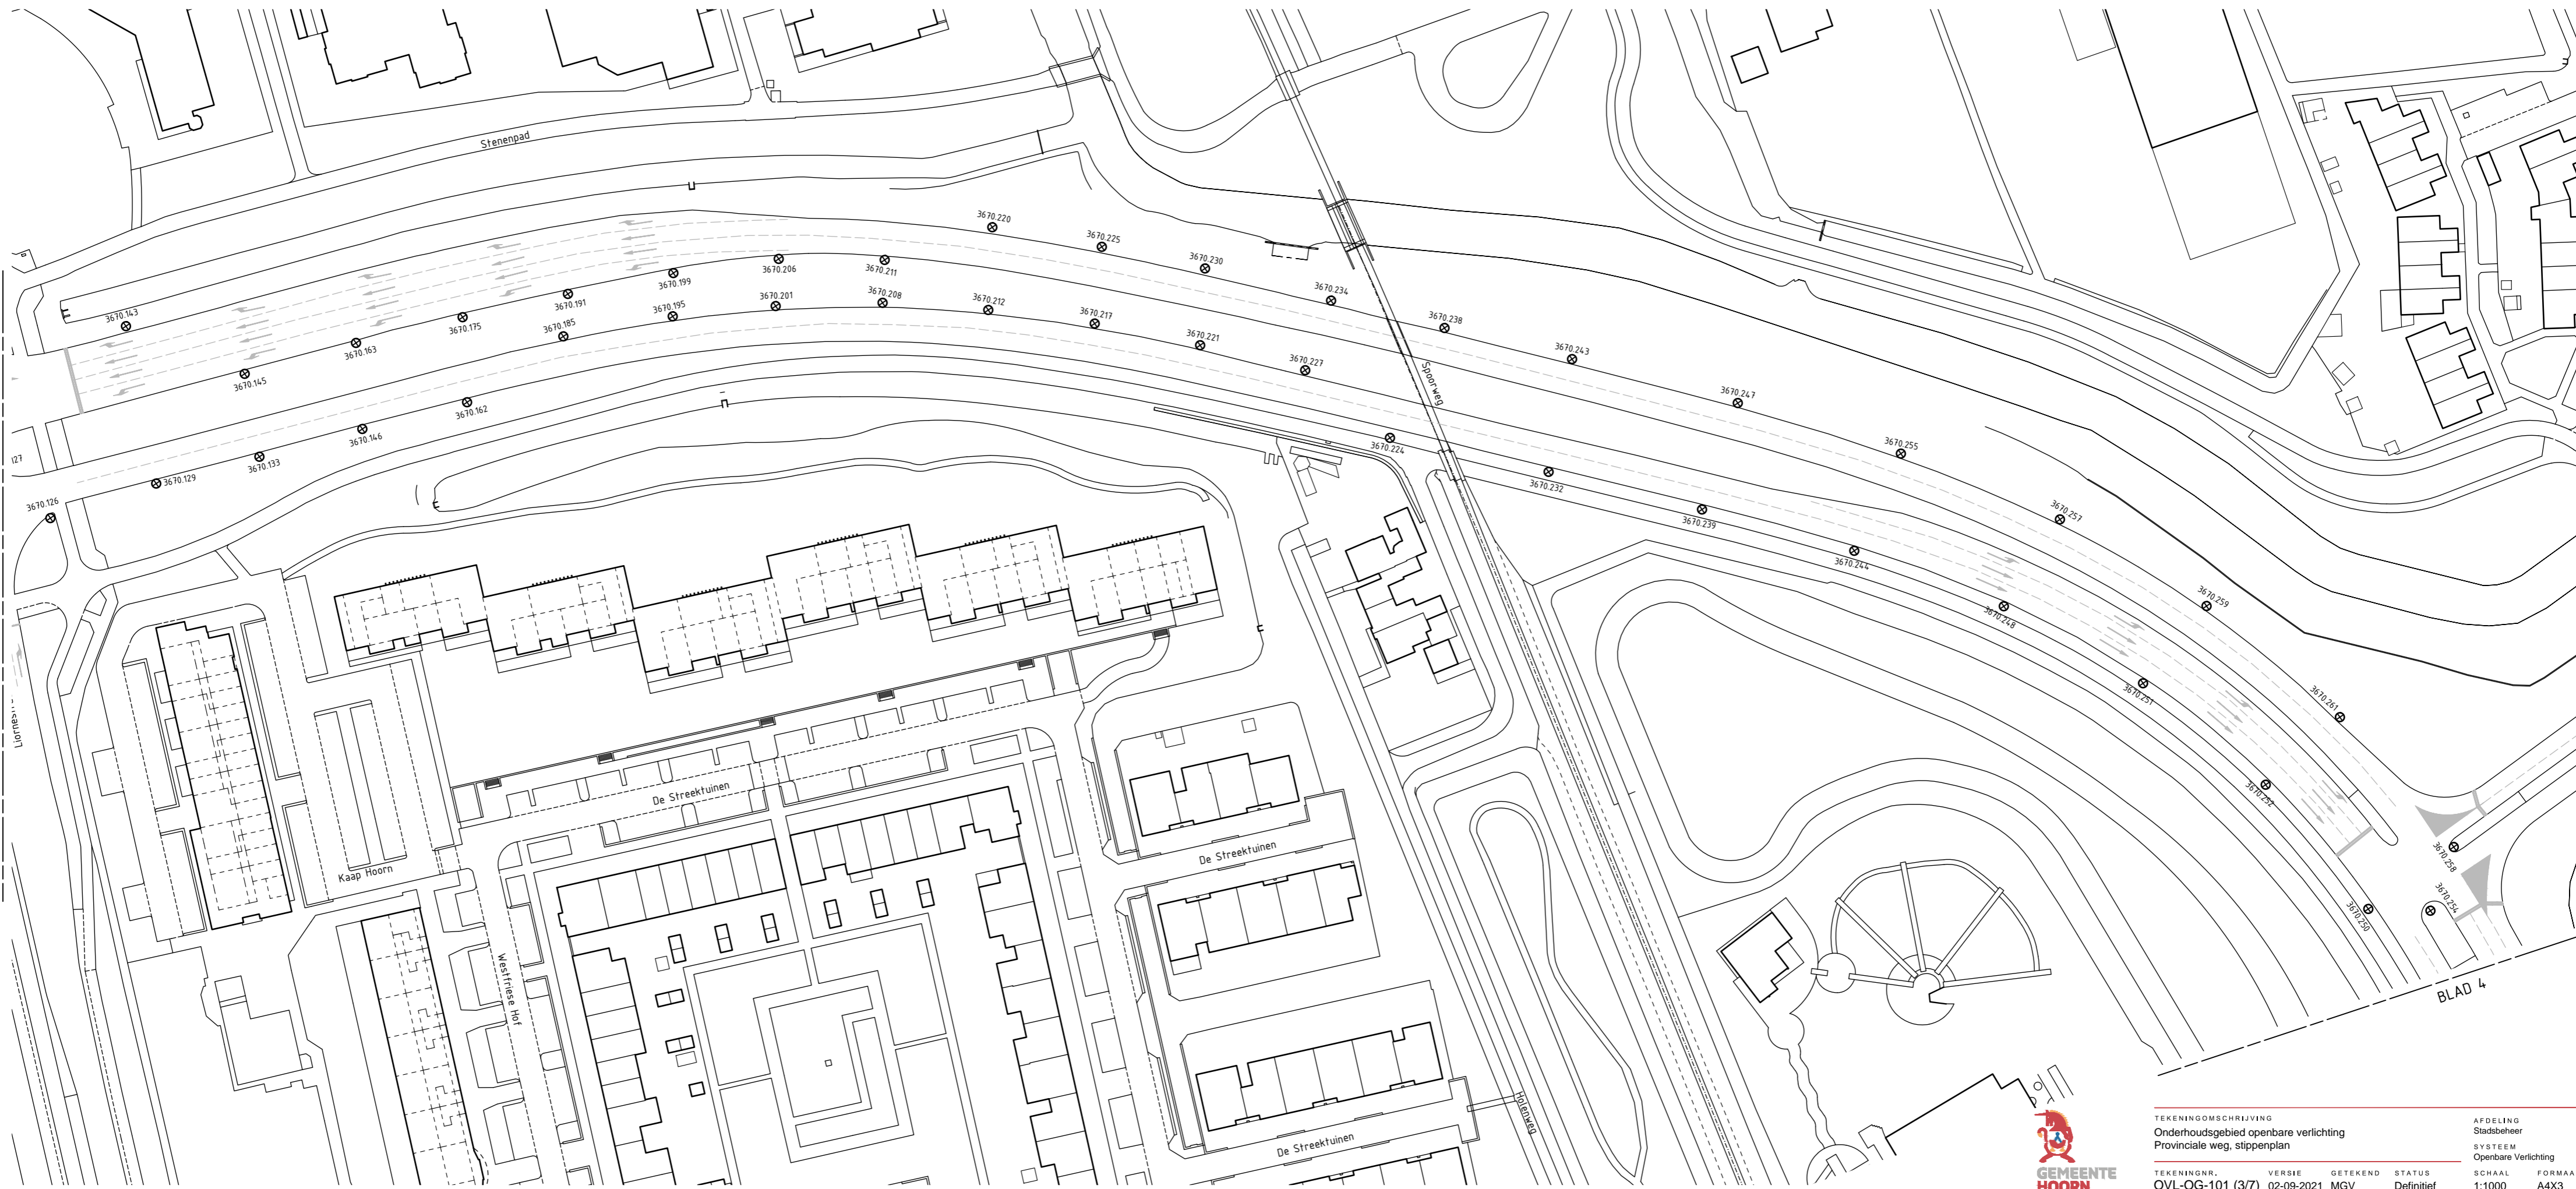 Stenenpad
3670.220
3670.225
3670.230
3670.234
3670.238
3670.243
3670.247
3670.255
3670.257
3670.259
3670.261
3670.143
3670.145
3670.163
3670.175
3670.191
3670.199
3670.206
3670.211
3670.185
3670.195
3670.201
3670.208
3670.212
3670.217
3670.221
3670.227
3670.126
3670.129
3670.133
3670.146
3670.162
3670.224
3670.232
3670.239
3670.244
3670.248
3670.251
3670.252
3670.250
3670.258
3670.254
Spoorweg
De Streektuinen
De Streektuinen
De Streektuinen
Kaap Hoorn
Westfriese Hof
Holenweg
BLAD 4
GEMEENTE
HOORN
TEKENINGOMSCHRIJVING
Onderhoudsgebied openbare verlichting
Provinciale weg, stippenplan
AFDELING
Stadsbeheer
SYSTEEM
Openbare Verlichting
TEKENINGNR. VERSIE GETEKEND STATUS SCHAAL FORMAA
OVL-OG-101 (3/7) 02-09-2021 MGV Definitief 1:1000 A4X3